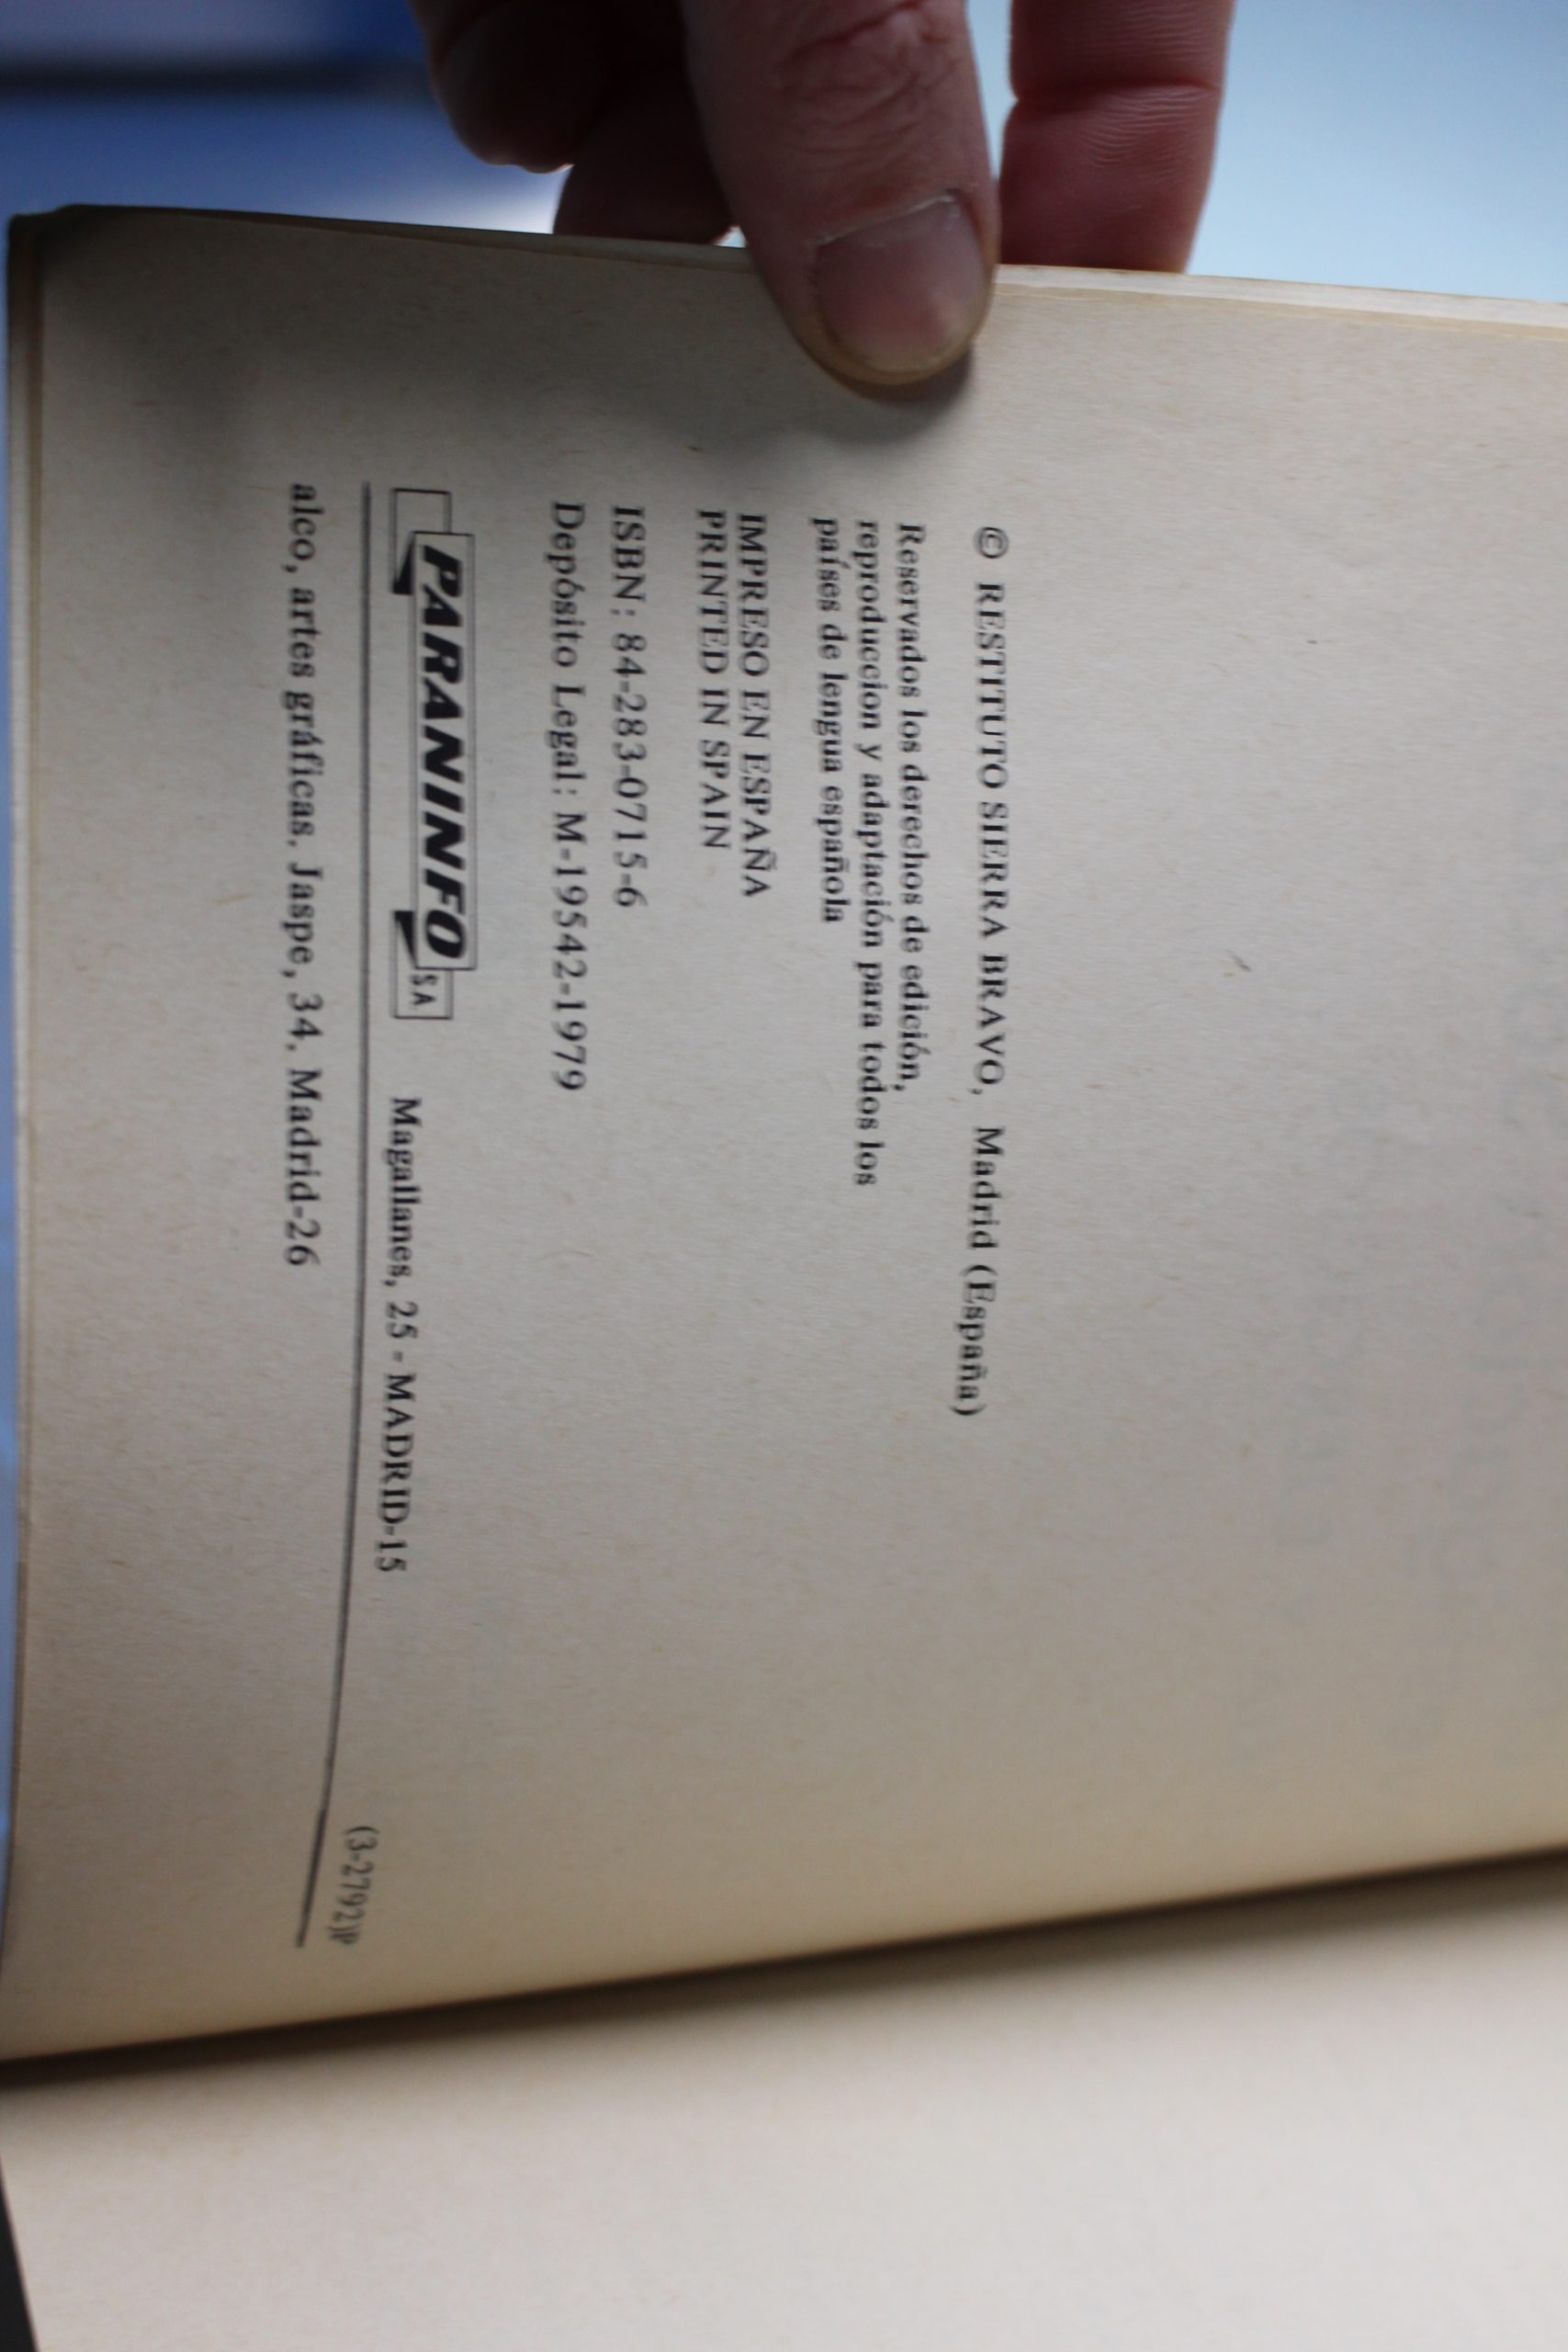 © RESTITUTO SIERRA BRAVO, Madrid (España)
Reservados los derechos de edición,
reproduccion y adaptación para todos los
países de lengua española
IMPRESO EN ESPAÑA
PRINTED IN SPAIN
ISBN: 84-283-0715-6
Depósito Legal: M-19542-1979
PARANINFO SA Magallanes, 25 - MADRID-15
(3-2792)P
alco, artes gráficas. Jaspe, 34. Madrid-26